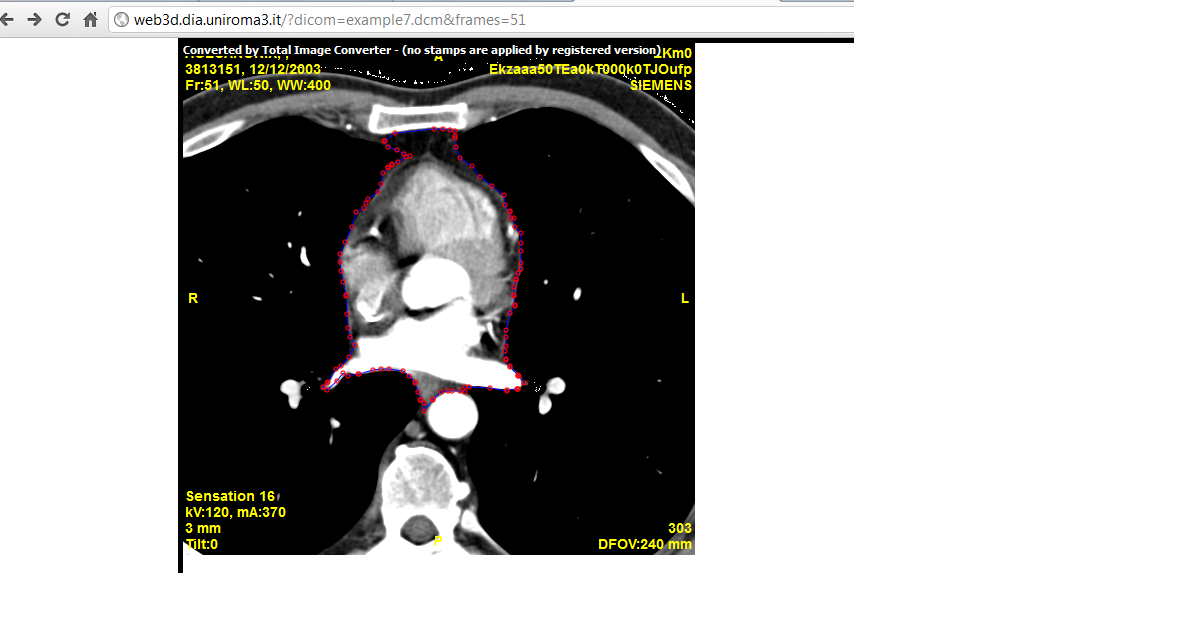 web3d.dia.uniroma3.it/?dicom=example7.dcm&frames=51
Converted by Total Image Converter - (no stamps are applied by registered version)
Km0
A
3813151, 12/12/2003
Ekzaaa50TEa0kT000k0TJOufp
Fr:51, WL:50, WW:400
SIEMENS
R
L
Sensation 16
kV:120, mA:370
3 mm
303
Tilt:0
P
DFOV:240 mm